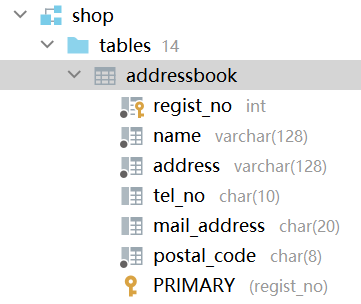 shop
tables 14
addressbook
regist_no int
name varchar(128)
address varchar(128)
tel_no char(10)
mail_address char(20)
postal_code char(8)
PRIMARY (regist_no)